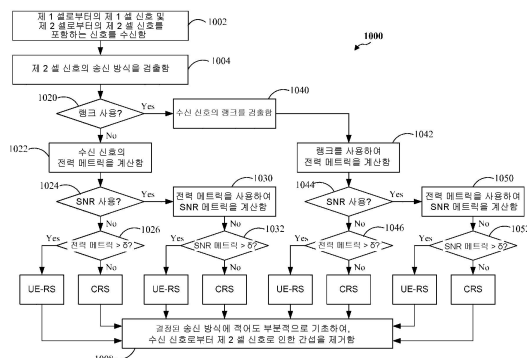 제 1 셀로부터의 제 1 셀 신호 및
제 2 셀로부터의 제 2 셀 신호를
포함하는 신호를 수신함
1002
1000
제 2 셀 신호의 송신 방식을 검출함
1004
1020
랭크 사용?
Yes
No
수신 신호의 랭크를 검출함
1040
1022
수신 신호의
전력 메트릭을 계산함
랭크를 사용하여
전력 메트릭을 계산함
1042
1024
SNR 사용?
Yes
No
전력 메트릭을 사용하여
SNR 메트릭을 계산함
1030
1044
SNR 사용?
Yes
No
전력 메트릭을 사용하여
SNR 메트릭을 계산함
1050
Yes
전력 메트릭 > δ?
1026
No
Yes
SNR 메트릭 > δ?
1032
No
Yes
전력 메트릭 > δ?
1046
No
Yes
SNR 메트릭 > δ?
1052
No
UE-RS
CRS
UE-RS
CRS
UE-RS
CRS
UE-RS
CRS
결정된 송신 방식에 적어도 부분적으로 기초하여,
수신 신호로부터 제 2 셀 신호로 인한 간섭을 제거함
1008